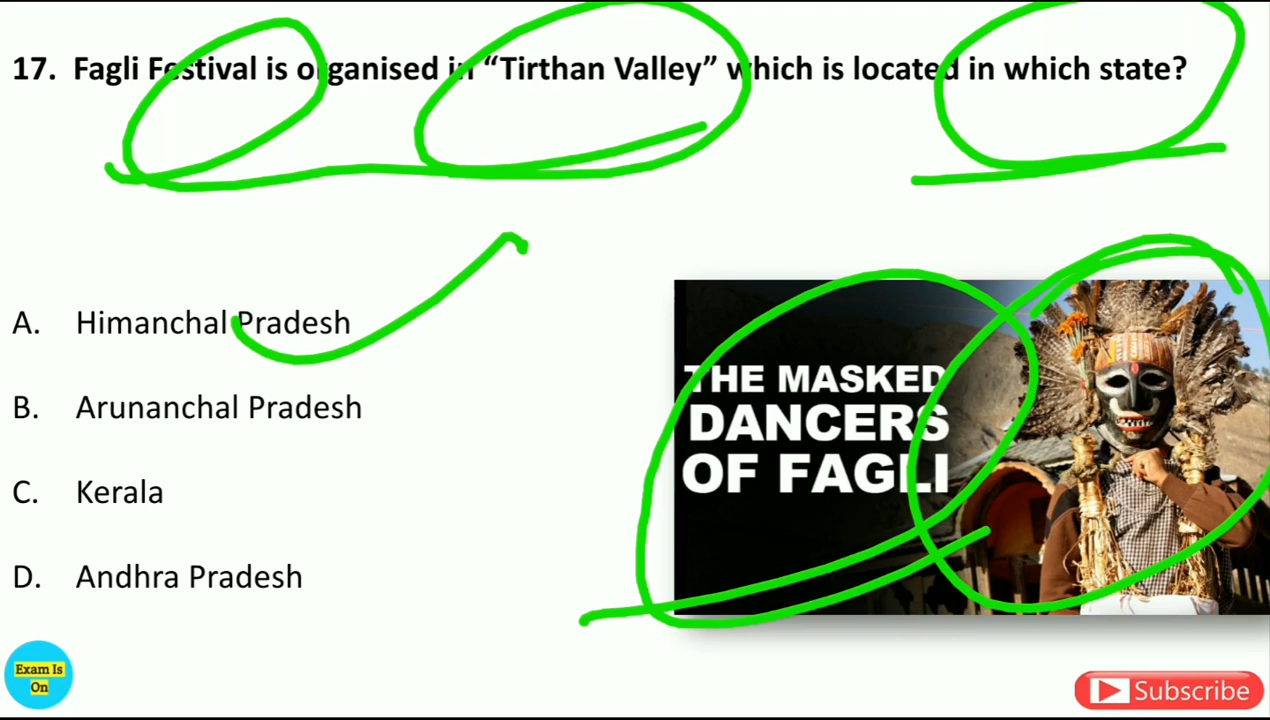 17. Fagli Festival is organised in “Tirthan Valley” which is located in which state?
A. Himanchal Pradesh
B. Arunanchal Pradesh
C. Kerala
D. Andhra Pradesh
THE MASKED
DANCERS
OF FAGLI
Exam Is
On
Subscribe